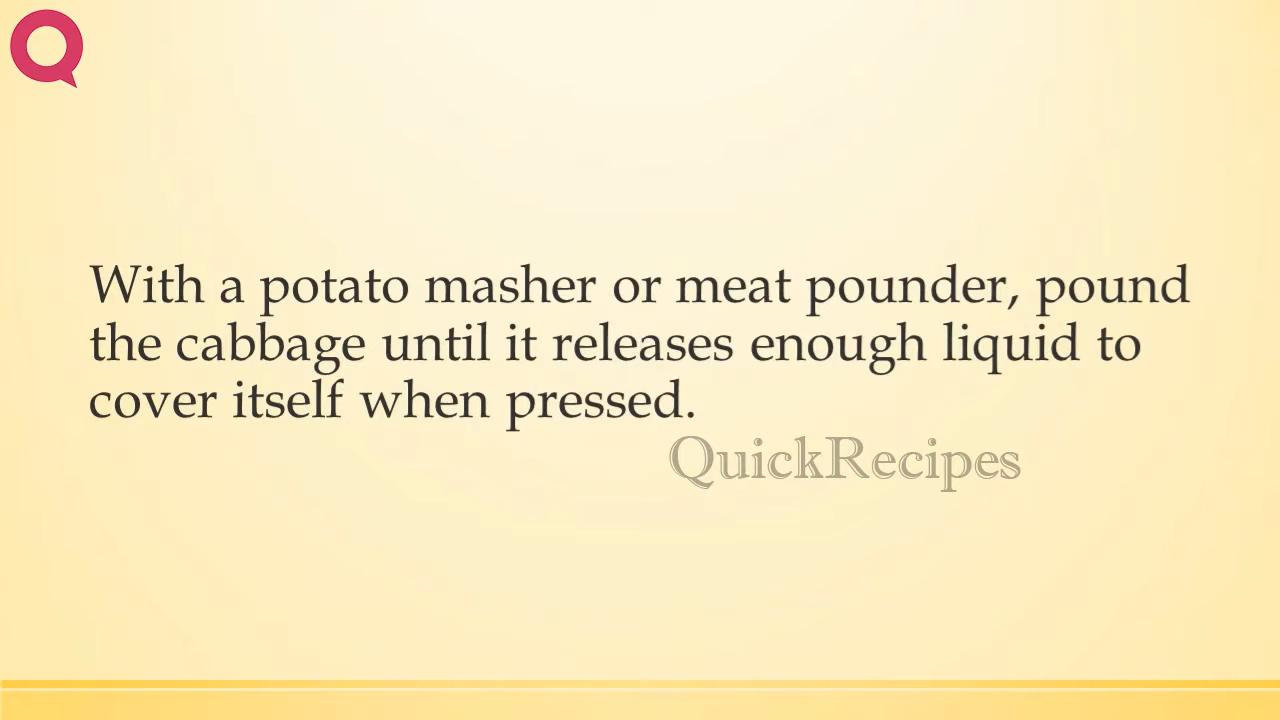 With a potato masher or meat pounder, pound
the cabbage until it releases enough liquid to
cover itself when pressed.
QuickRecipes